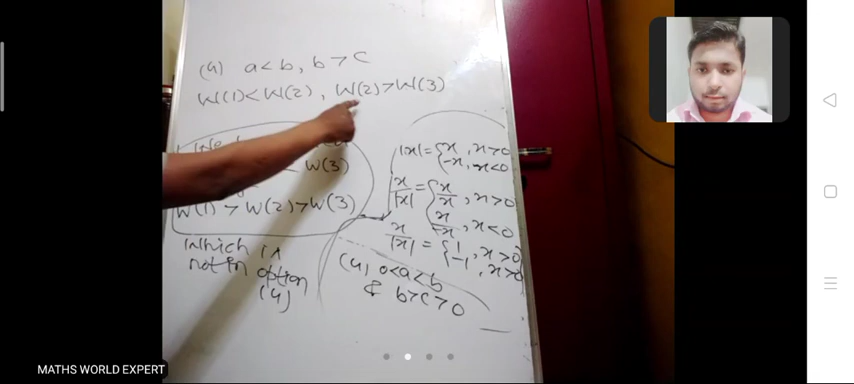 (4) a<b, b>c
W(1)<W(2), W(2)>W(3)
W(3)
W(1)>W(2)>W(3)
which is
not in option
(4)
|x|={x, x>0
-x, x<0
x/|x|={x/x, x>0
x/-x, x<0
x/|x|={1, x>0
-1, x>0
(4) 0<a<b
& b>c>0
MATHS WORLD EXPERT